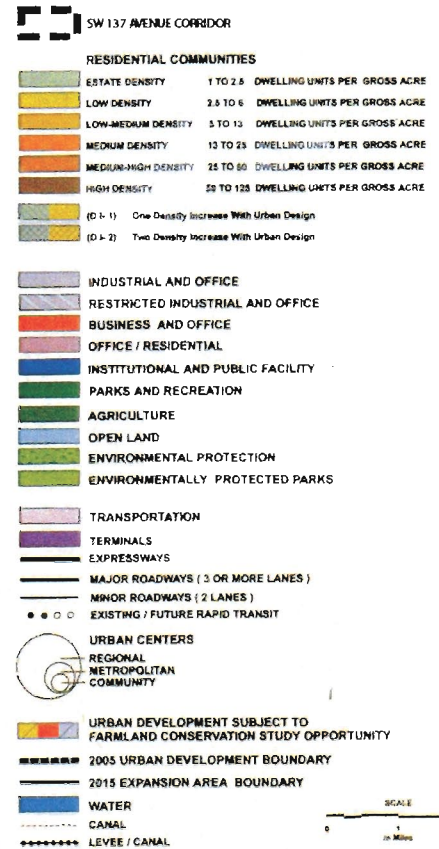 SW 137 AVENUE CORRIDOR
RESIDENTIAL COMMUNITIES
ESTATE DENSITY 1 TO 2.5 DWELLING UNITS PER GROSS ACRE
LOW DENSITY 2.5 TO 6 DWELLING UNITS PER GROSS ACRE
LOW-MEDIUM DENSITY 5 TO 13 DWELLING UNITS PER GROSS ACRE
MEDIUM DENSITY 13 TO 25 DWELLING UNITS PER GROSS ACRE
MEDIUM-HIGH DENSITY 25 TO 60 DWELLING UNITS PER GROSS ACRE
HIGH DENSITY TO 125 DWELLING UNITS PER GROSS ACRE
(DI-1) One Density Increase With Urban Design
(DI-2) Two Density Increase With Urban Design
INDUSTRIAL AND OFFICE
RESTRICTED INDUSTRIAL AND OFFICE
BUSINESS AND OFFICE
OFFICE / RESIDENTIAL
INSTITUTIONAL AND PUBLIC FACILITY
PARKS AND RECREATION
AGRICULTURE
OPEN LAND
ENVIRONMENTAL PROTECTION
ENVIRONMENTALLY PROTECTED PARKS
TRANSPORTATION
TERMINALS
EXPRESSWAYS
MAJOR ROADWAYS ( 3 OR MORE LANES )
MINOR ROADWAYS ( 2 LANES )
EXISTING / FUTURE RAPID TRANSIT
URBAN CENTERS
REGIONAL
METROPOLITAN
COMMUNITY
URBAN DEVELOPMENT SUBJECT TO
FARMLAND CONSERVATION STUDY OPPORTUNITY
2005 URBAN DEVELOPMENT BOUNDARY
2015 EXPANSION AREA BOUNDARY
WATER
CANAL
LEVEE / CANAL
SCALE
0 1
in Miles